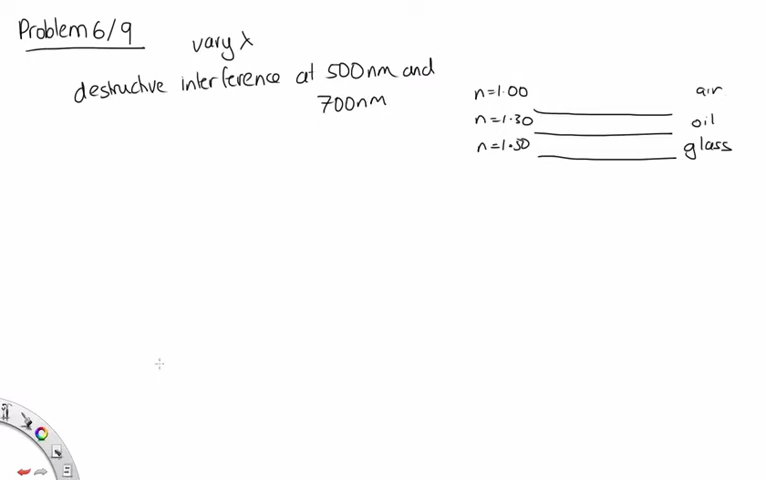 Problem 6/9
vary λ
destructive interference at 500nm and
700nm
n=1.00 air
n=1.30 oil
n=1.50 glass